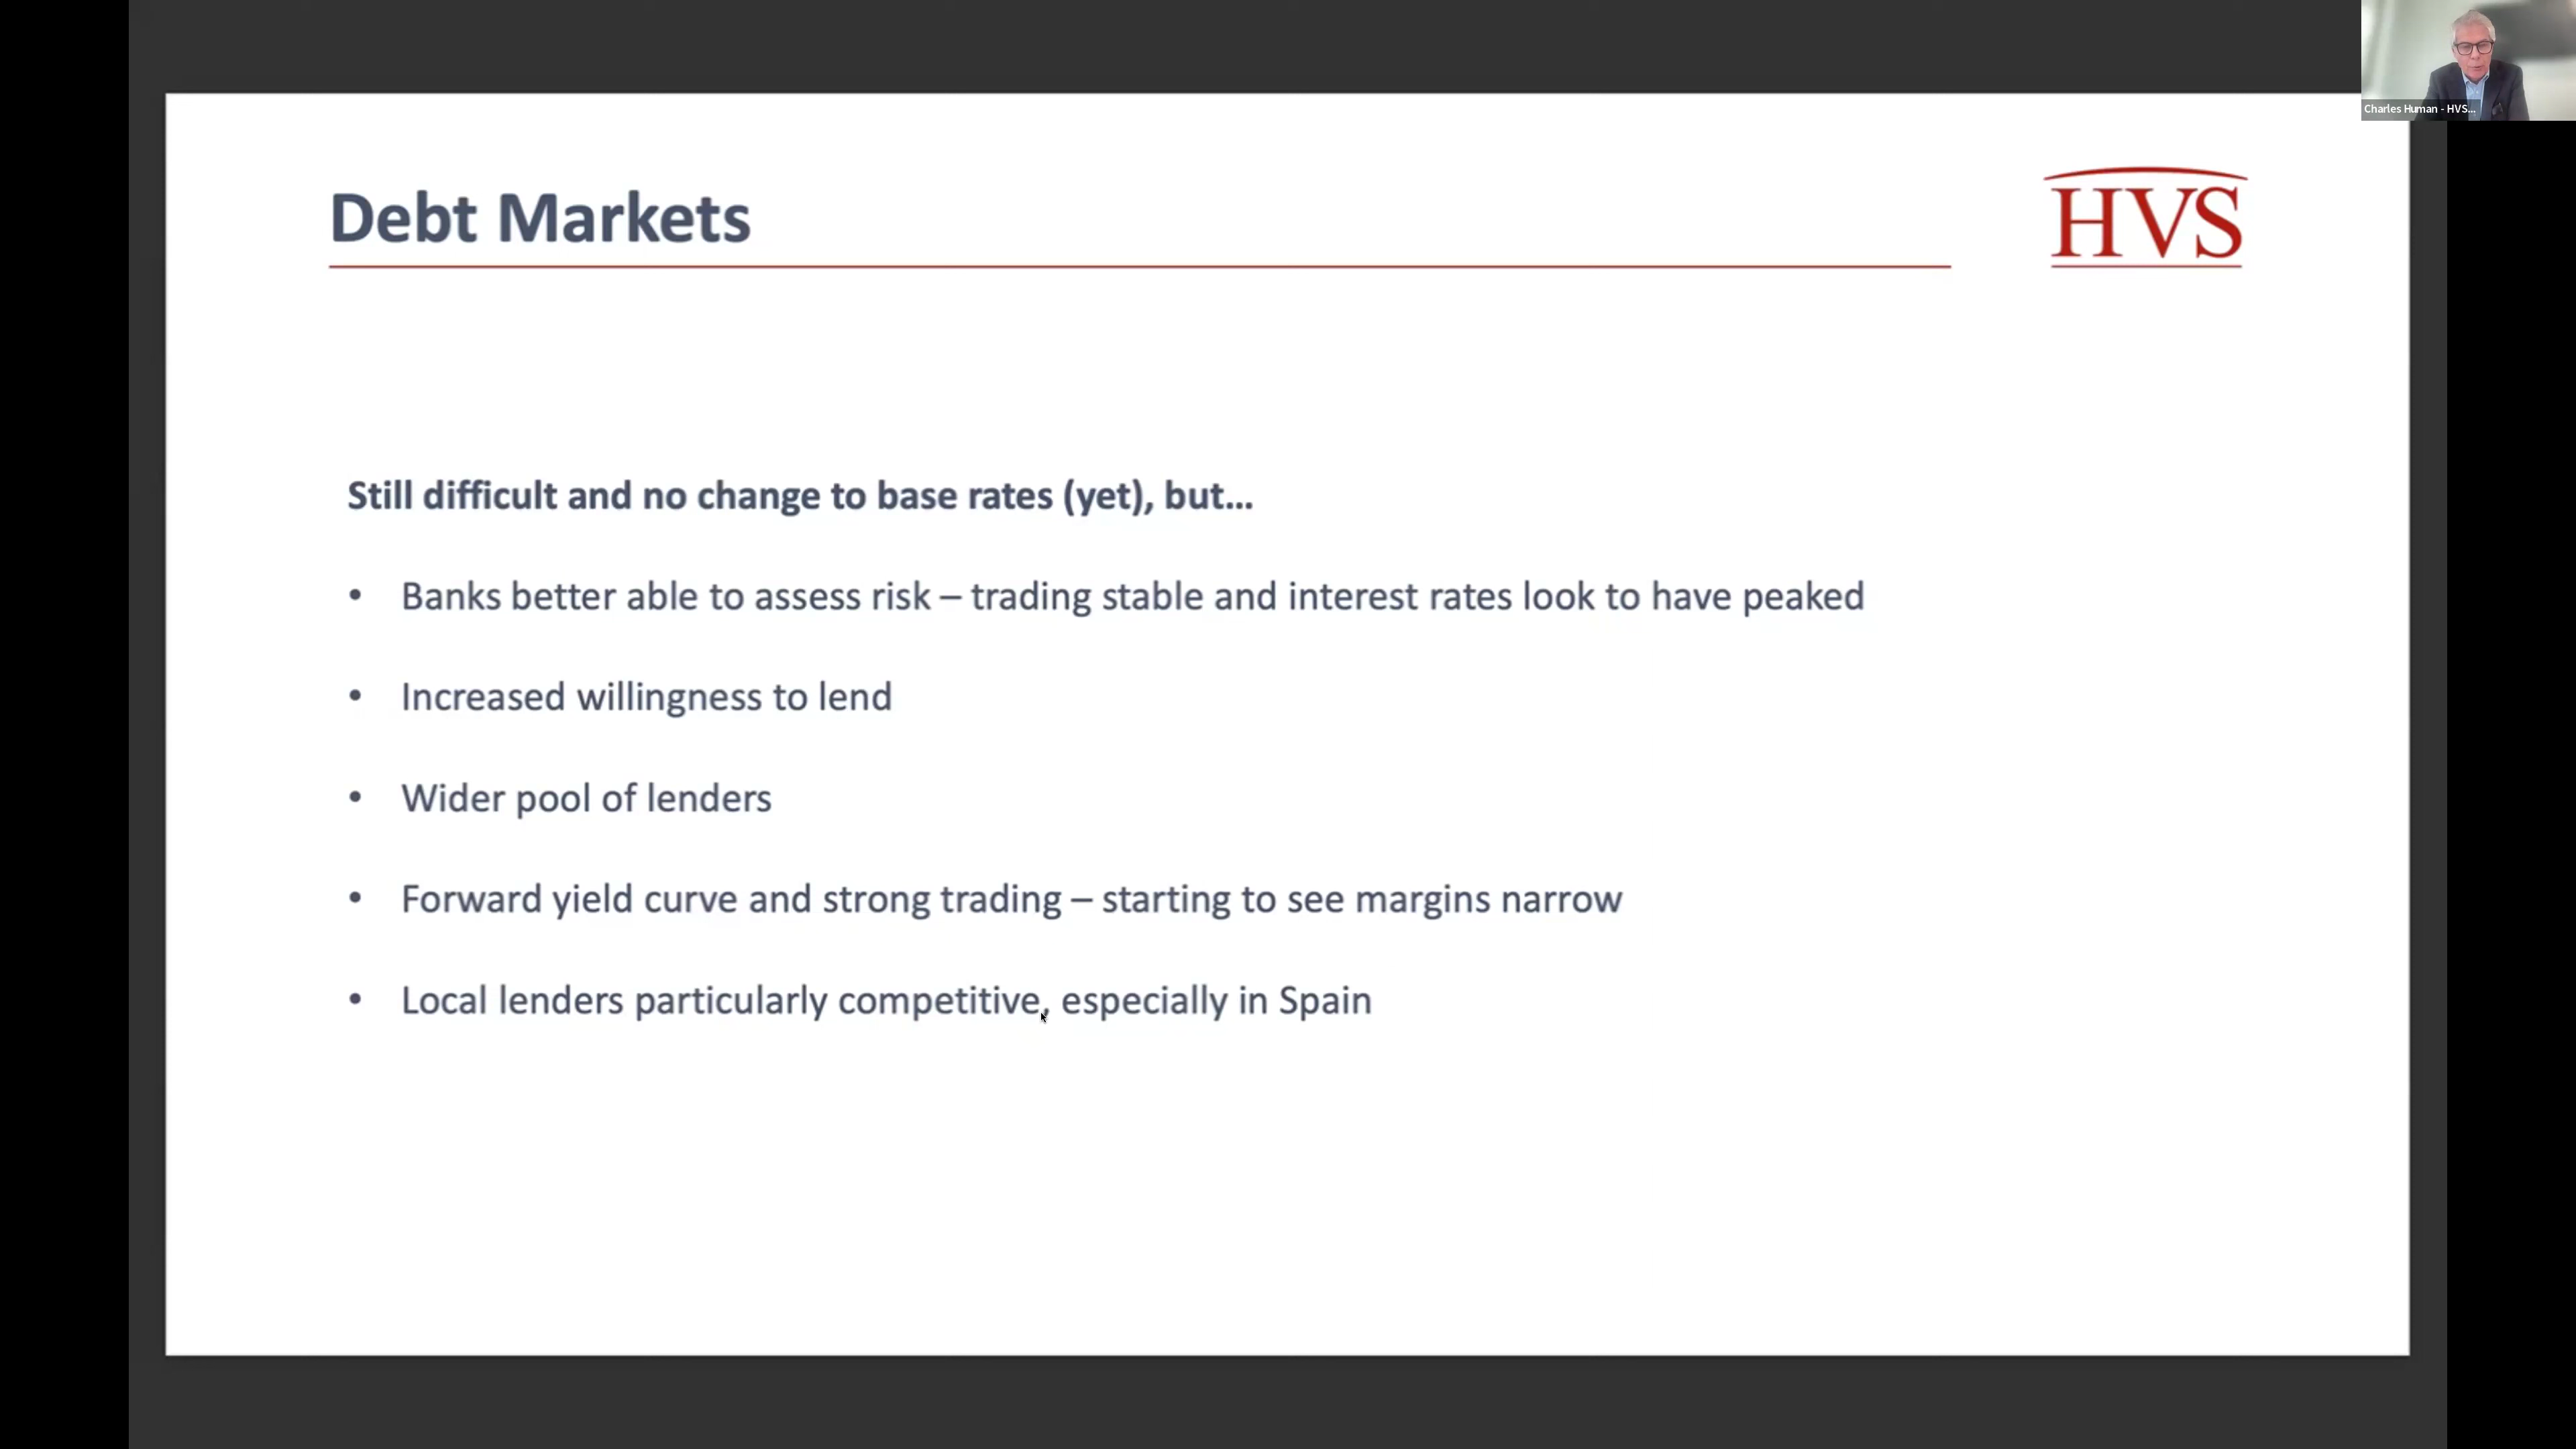 Charles Human - HVS...
Debt Markets
HVS
Still difficult and no change to base rates (yet), but...
• Banks better able to assess risk – trading stable and interest rates look to have peaked
• Increased willingness to lend
• Wider pool of lenders
• Forward yield curve and strong trading – starting to see margins narrow
• Local lenders particularly competitive, especially in Spain